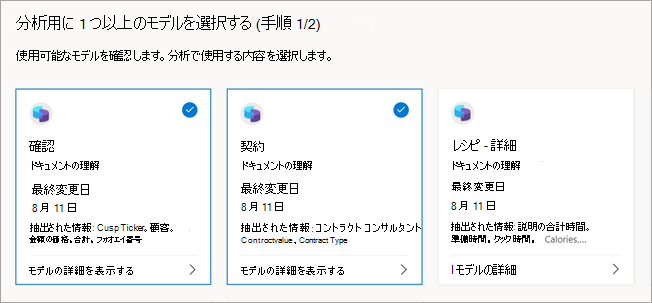 分析用に 1 つ以上のモデルを選択する (手順 1/2)
使用可能なモデルを確認します。分析で使用する内容を選択します。
確認
ドキュメントの理解
最終変更日
8月 11日
抽出された情報: Cusp Ticker、顧客。
金額の価格。合計。フォオエイ番号
モデルの詳細を表示する
契約
ドキュメントの理解
最終変更日
8月 11日
抽出された情報:コントラクト コンサルタント
Controctvalue、Contract Type
モデルの詳細を表示する
レシピ - 詳細
ドキュメントの理解
最終変更日
8月 11日
抽出された情報:説明の合計時間。
準備時間。クック時間。 Calories,...
モデルの詳細